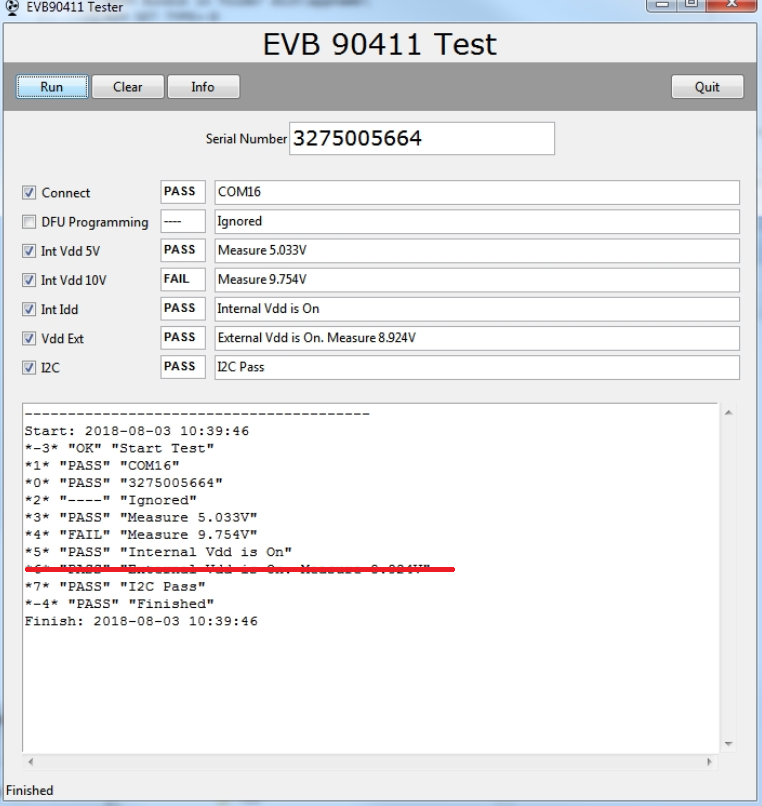 EVB90411 Tester
EVB 90411 Test
Run Clear Info Quit
Serial Number 3275005664
Connect PASS COM16
DFU Programming ---- Ignored
Int Vdd 5V PASS Measure 5.033V
Int Vdd 10V FAIL Measure 9.754V
Int Idd PASS Internal Vdd is On
Vdd Ext PASS External Vdd is On. Measure 8.924V
I2C PASS I2C Pass
----------------------------------------
Start: 2018-08-03 10:39:46
*-3* "OK" "Start Test"
*1* "PASS" "COM16"
*0* "PASS" "3275005664"
*2* "----" "Ignored"
*3* "PASS" "Measure 5.033V"
*4* "FAIL" "Measure 9.754V"
*5* "PASS" "Internal Vdd is On"
*6* "PASS" "External Vdd is On. Measure 8.924V"
*7* "PASS" "I2C Pass"
*-4* "PASS" "Finished"
Finish: 2018-08-03 10:39:46
Finished